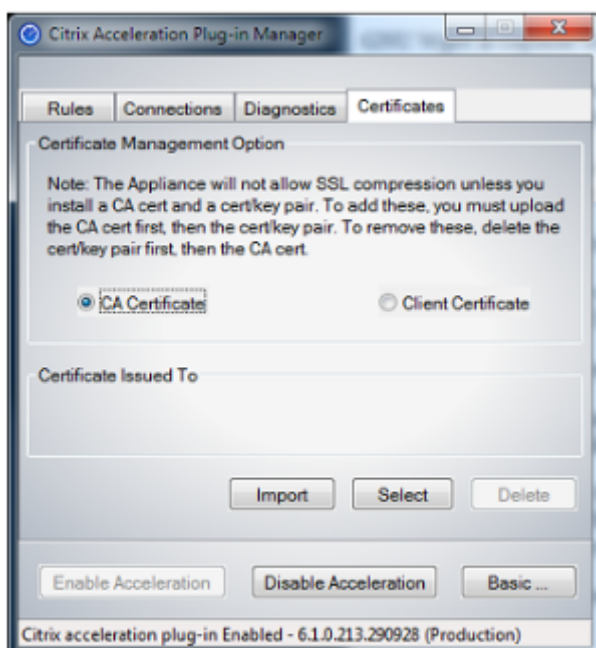 Citrix Acceleration Plug-in Manager
Rules Connections Diagnostics Certificates
Certificate Management Option
Note: The Appliance will not allow SSL compression unless you
install a CA cert and a cert/key pair. To add these, you must upload
the CA cert first, then the cert/key pair. To remove these, delete the
cert/key pair first, then the CA cert.
CA Certificate Client Certificate
Certificate Issued To
Import Select Delete
Enable Acceleration Disable Acceleration Basic ...
Citrix acceleration plug-in Enabled - 6.1.0.213.290928 (Production)